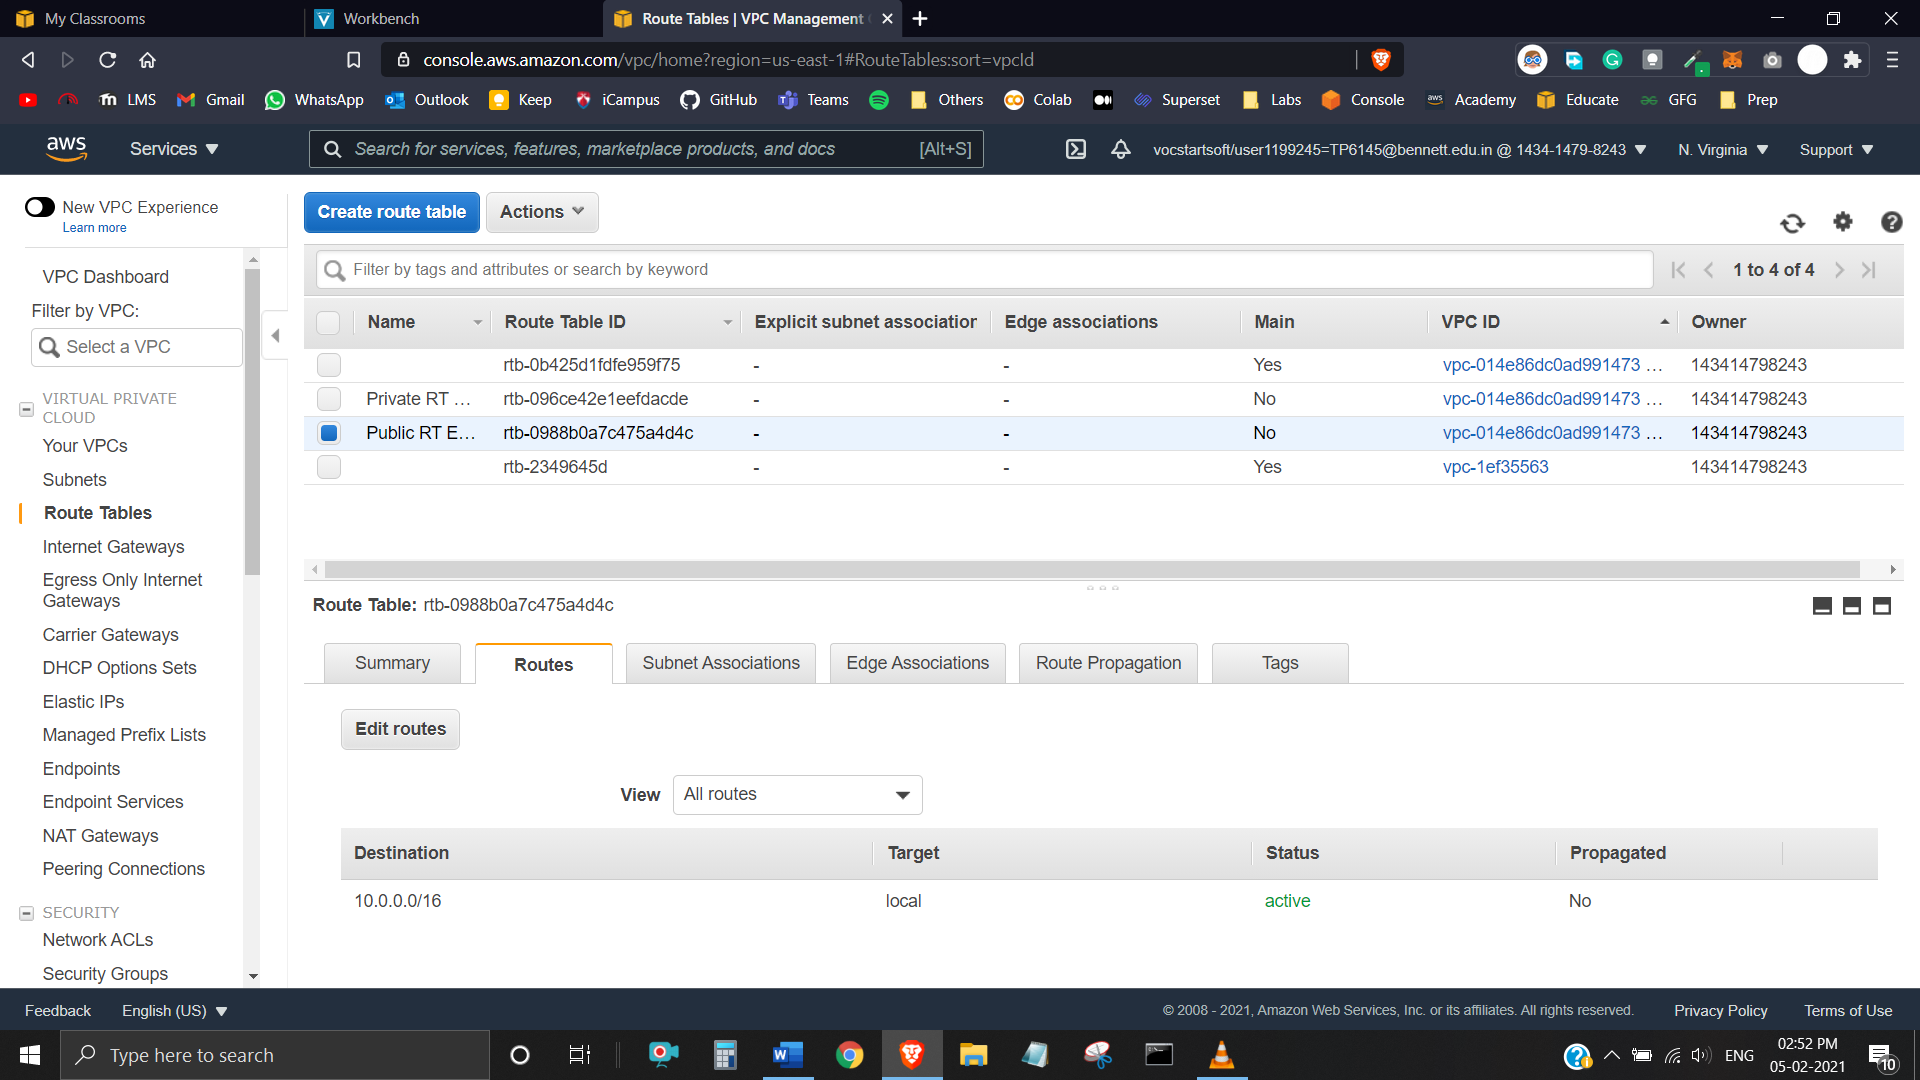 My Classrooms
Workbench
Route Tables | VPC Management
console.aws.amazon.com/vpc/home?region=us-east-1#RouteTables:sort=vpcId
LMS Gmail WhatsApp Outlook Keep iCampus GitHub Teams Others Colab Superset Labs Console Academy Educate GFG Prep
aws Services Search for services, features, marketplace products, and docs [Alt+S] vocstartsoft/user1199245=TP6145@bennett.edu.in @ 1434-1479-8243 N. Virginia Support
New VPC Experience
Learn more
VPC Dashboard
Filter by VPC:
Select a VPC
VIRTUAL PRIVATE
CLOUD
Your VPCs
Subnets
Route Tables
Internet Gateways
Egress Only Internet
Gateways
Carrier Gateways
DHCP Options Sets
Elastic IPs
Managed Prefix Lists
Endpoints
Endpoint Services
NAT Gateways
Peering Connections
SECURITY
Network ACLs
Security Groups
Create route table Actions
Filter by tags and attributes or search by keyword 1 to 4 of 4
Name Route Table ID Explicit subnet association Edge associations Main VPC ID Owner
rtb-0b425d1fdfe959f75 - - Yes vpc-014e86dc0ad991473 ... 143414798243
Private RT ... rtb-096ce42e1eefdacde - - No vpc-014e86dc0ad991473 ... 143414798243
Public RT E... rtb-0988b0a7c475a4d4c - - No vpc-014e86dc0ad991473 ... 143414798243
rtb-2349645d - - Yes vpc-1ef35563 143414798243
Route Table: rtb-0988b0a7c475a4d4c
Summary Routes Subnet Associations Edge Associations Route Propagation Tags
Edit routes
View All routes
Destination Target Status Propagated
10.0.0.0/16 local active No
Feedback English (US) © 2008 - 2021, Amazon Web Services, Inc. or its affiliates. All rights reserved. Privacy Policy Terms of Use
Type here to search
ENG
02:52 PM
05-02-2021
10